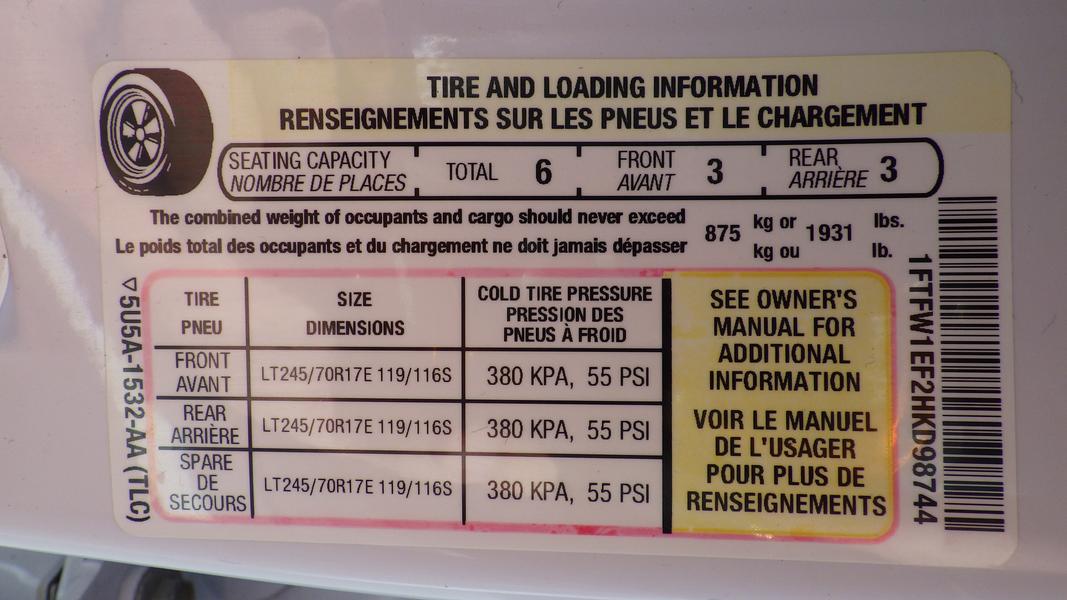 TIRE AND LOADING INFORMATION
RENSEIGNEMENTS SUR LES PNEUS ET LE CHARGEMENT
SEATING CAPACITY
NOMBRE DE PLACES
TOTAL 6
FRONT
AVANT
3
REAR
ARRIÈRE
3
The combined weight of occupants and cargo should never exceed
Le poids total des occupants et du chargement ne doit jamais dépasser
875
kg or
kg ou
1931
lbs.
lb.
TIRE
PNEU
SIZE
DIMENSIONS
COLD TIRE PRESSURE
PRESSION DES
PNEUS À FROID
FRONT
AVANT
LT245/70R17E 119/116S
380 KPA, 55 PSI
REAR
ARRIÈRE
LT245/70R17E 119/116S
380 KPA, 55 PSI
SPARE
DE
SECOURS
LT245/70R17E 119/116S
380 KPA, 55 PSI
SEE OWNER'S
MANUAL FOR
ADDITIONAL
INFORMATION
VOIR LE MANUEL
DE L'USAGER
POUR PLUS DE
RENSEIGNEMENTS
▽5U5A-1532-AA (TLC)
1FTFW1EF2HKD98744